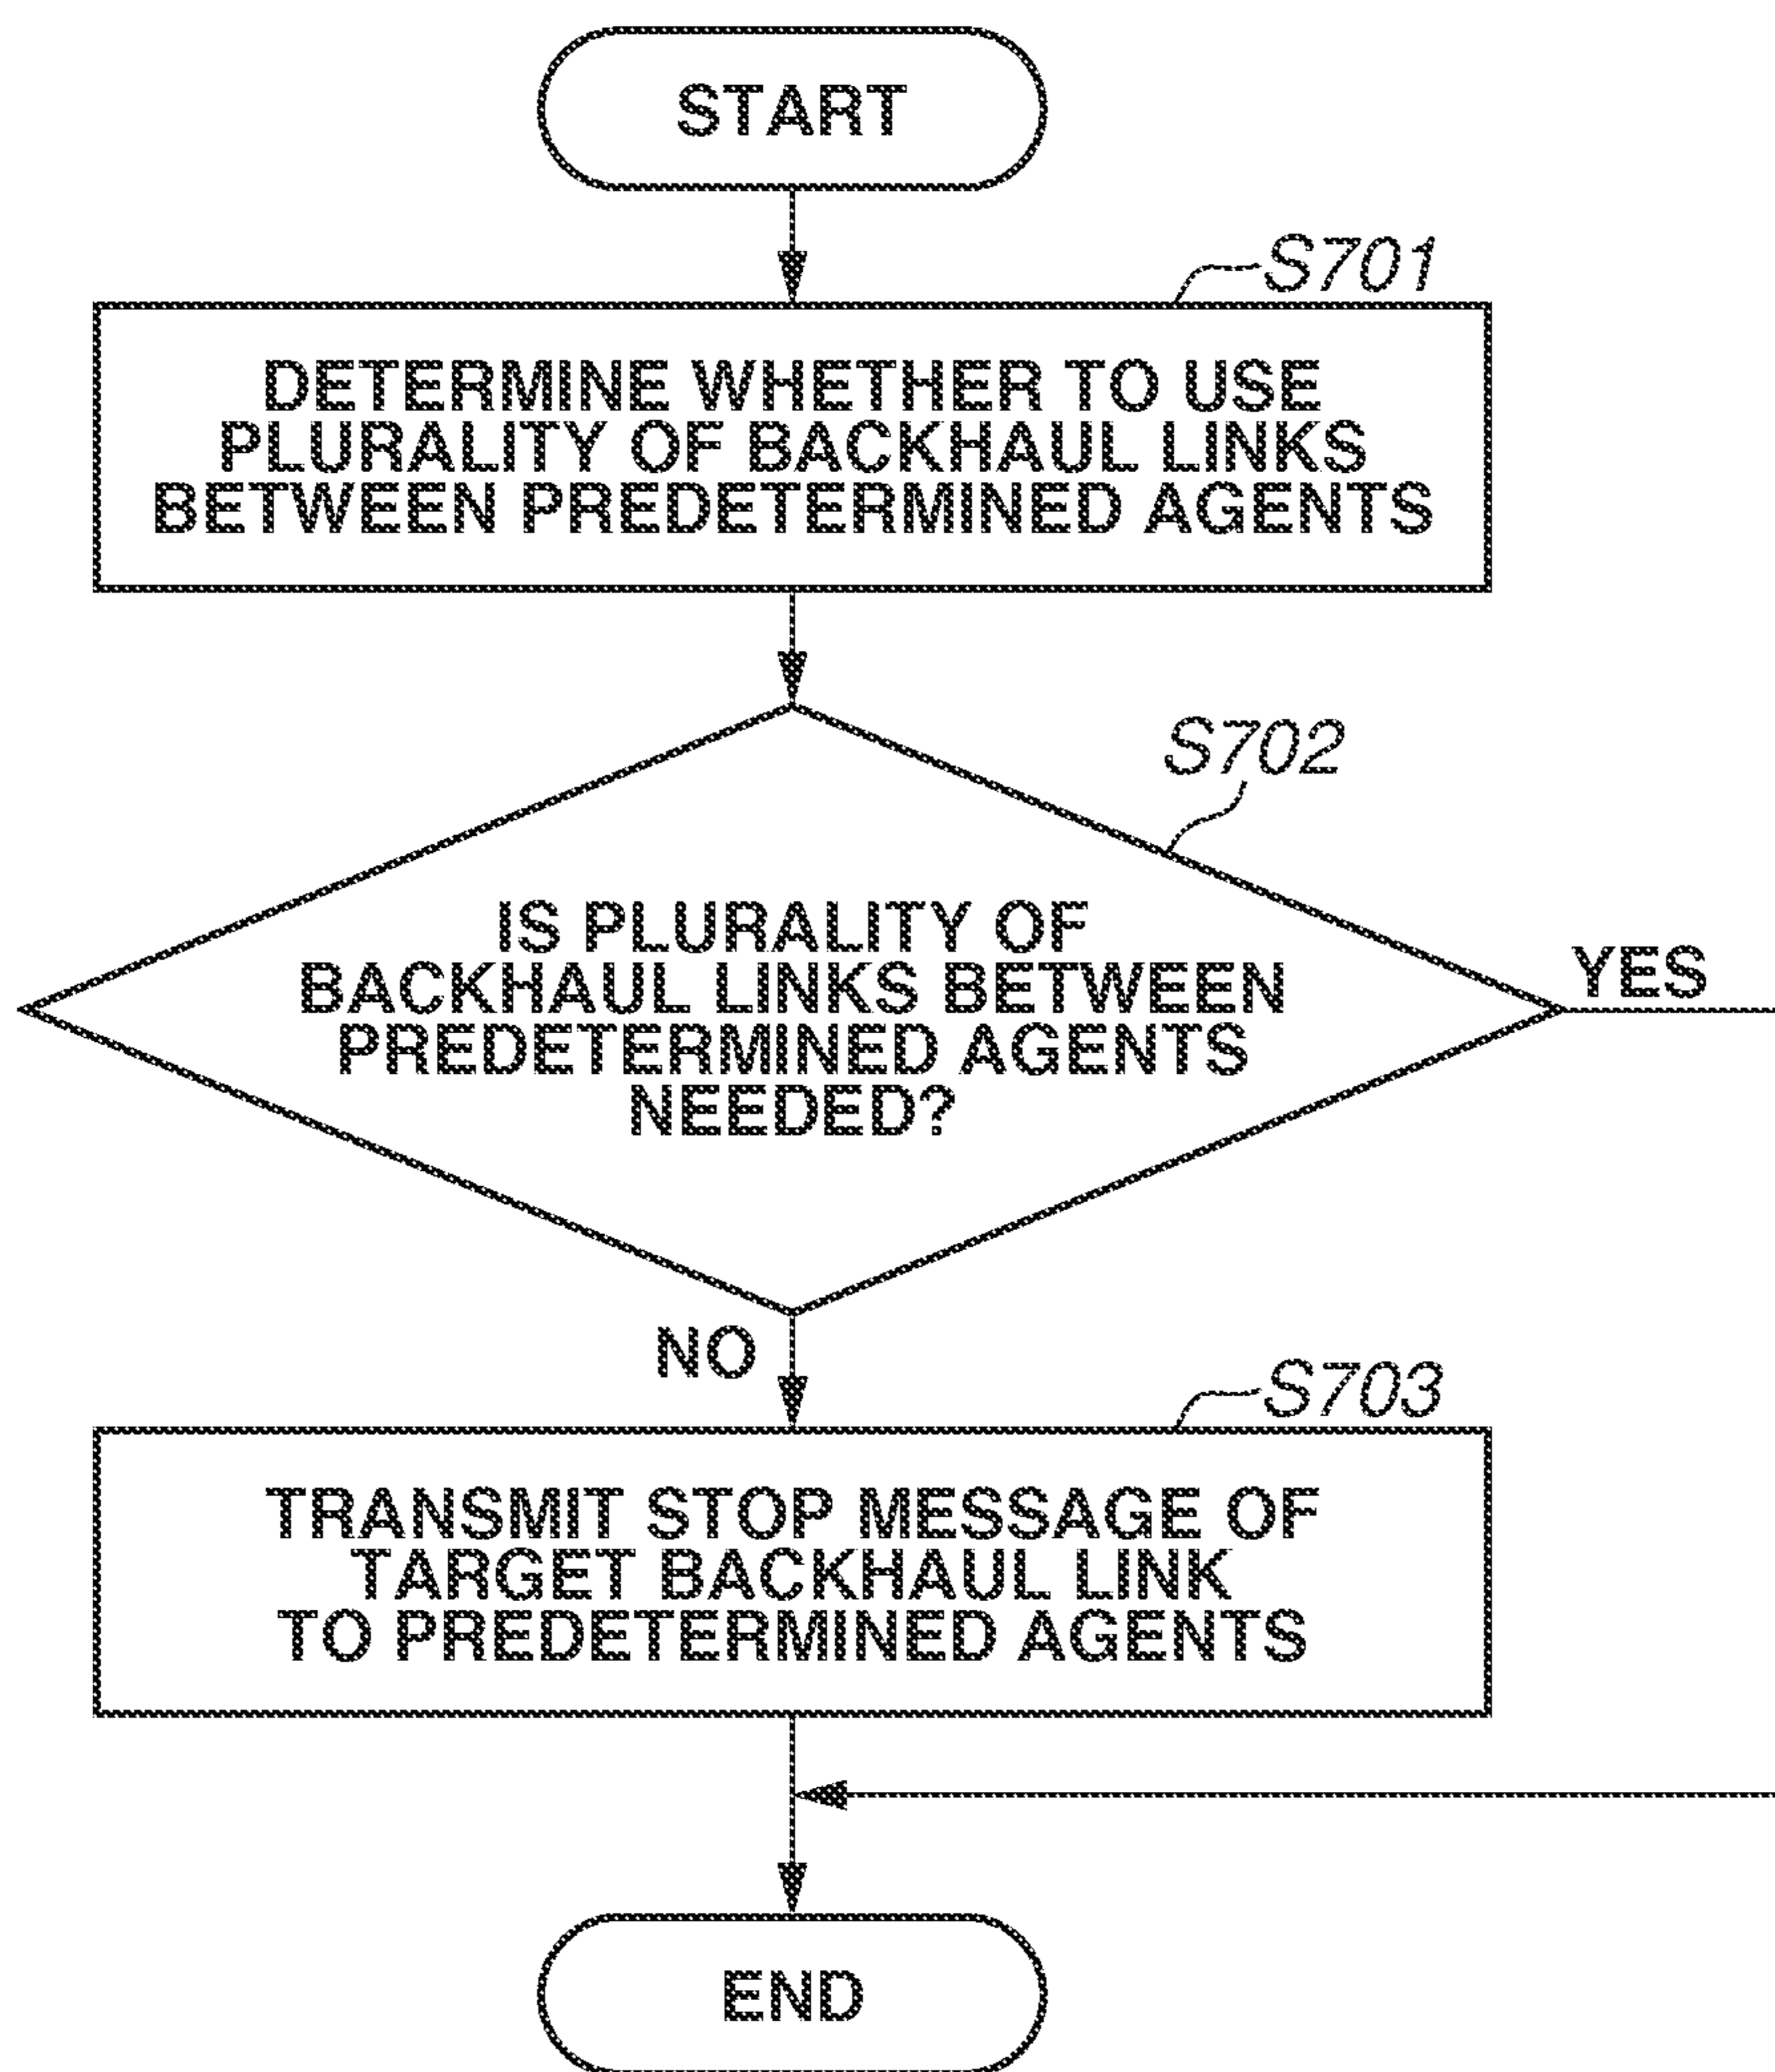 START
S701
DETERMINE WHETHER TO USE
PLURALITY OF BACKHAUL LINKS
BETWEEN PREDETERMINED AGENTS
S702
IS PLURALITY OF
BACKHAUL LINKS BETWEEN
PREDETERMINED AGENTS
NEEDED?
YES
NO
S703
TRANSMIT STOP MESSAGE OF
TARGET BACKHAUL LINK
TO PREDETERMINED AGENTS
END